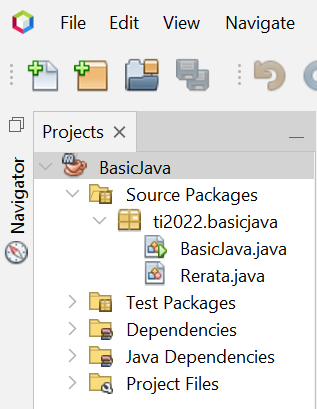 File Edit View Navigate
Projects
Navigator
BasicJava
Source Packages
ti2022.basicjava
BasicJava.java
Rerata.java
Test Packages
Dependencies
Java Dependencies
Project Files